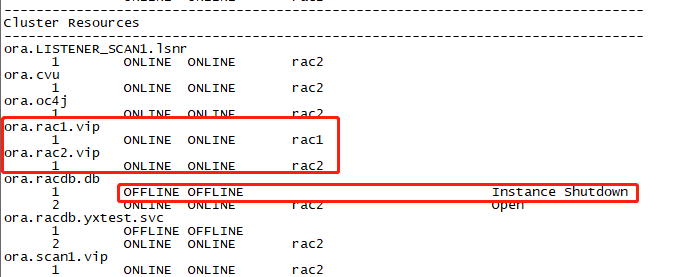 --------------------------------------------------------------------------------
Cluster Resources
--------------------------------------------------------------------------------
ora.LISTENER_SCAN1.lsnr
      1        ONLINE  ONLINE       rac2
ora.cvu
      1        ONLINE  ONLINE       rac2
ora.oc4j
      1        ONLINE  ONLINE       rac2
ora.rac1.vip
      1        ONLINE  ONLINE       rac1
ora.rac2.vip
      1        ONLINE  ONLINE       rac2
ora.racdb.db
      1        OFFLINE OFFLINE                               Instance Shutdown
      2        ONLINE  ONLINE       rac2                     Open
ora.racdb.yxtest.svc
      1        OFFLINE OFFLINE
      2        ONLINE  ONLINE       rac2
ora.scan1.vip
      1        ONLINE  ONLINE       rac2